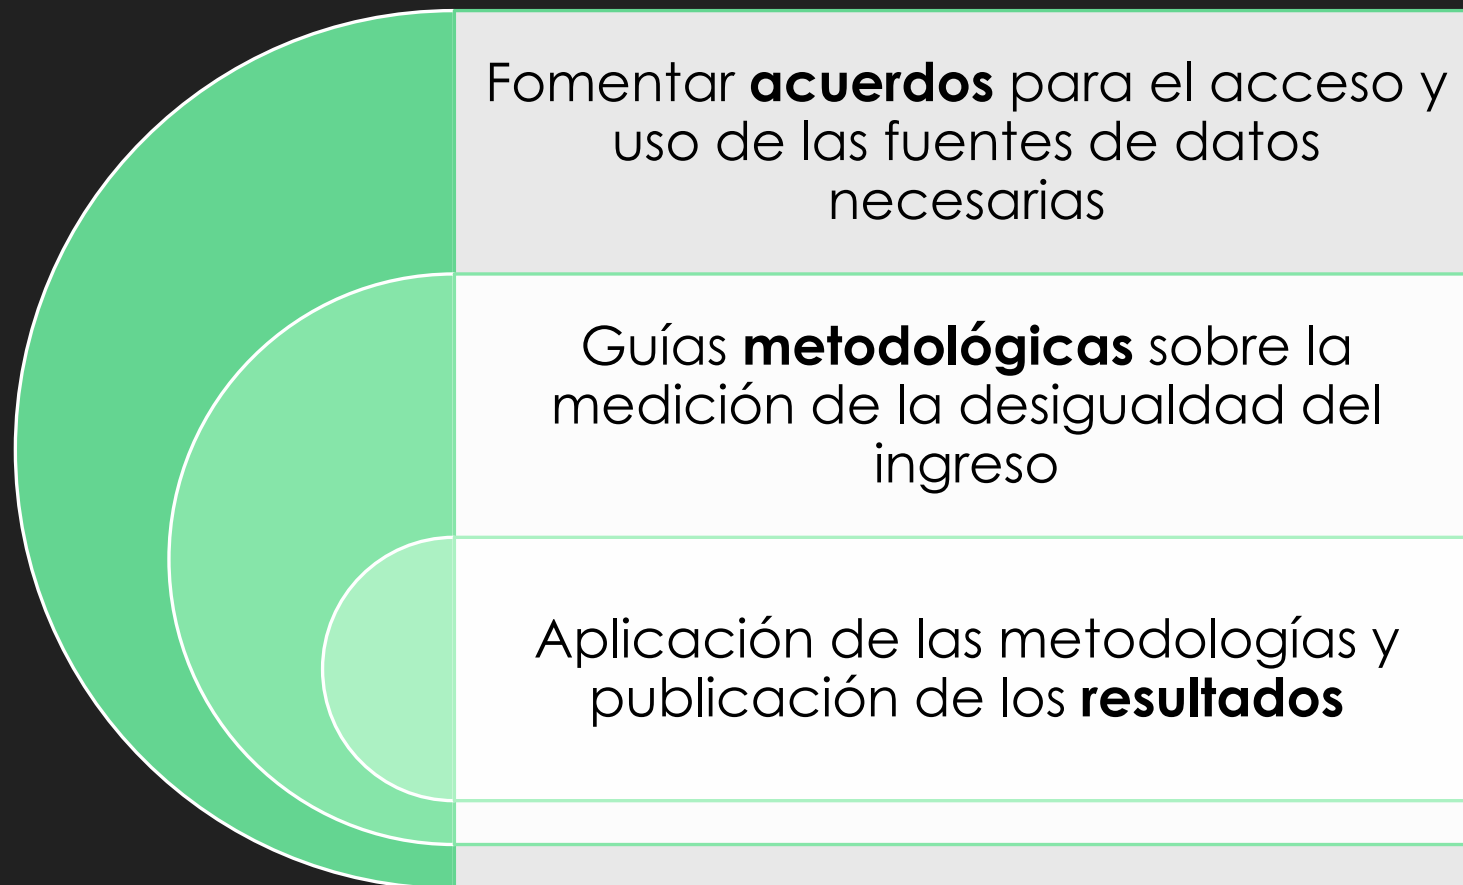 Fomentar acuerdos para el acceso y
uso de las fuentes de datos
necesarias
Guías metodológicas sobre la
medición de la desigualdad del
ingreso
Aplicación de las metodologías y
publicación de los resultados